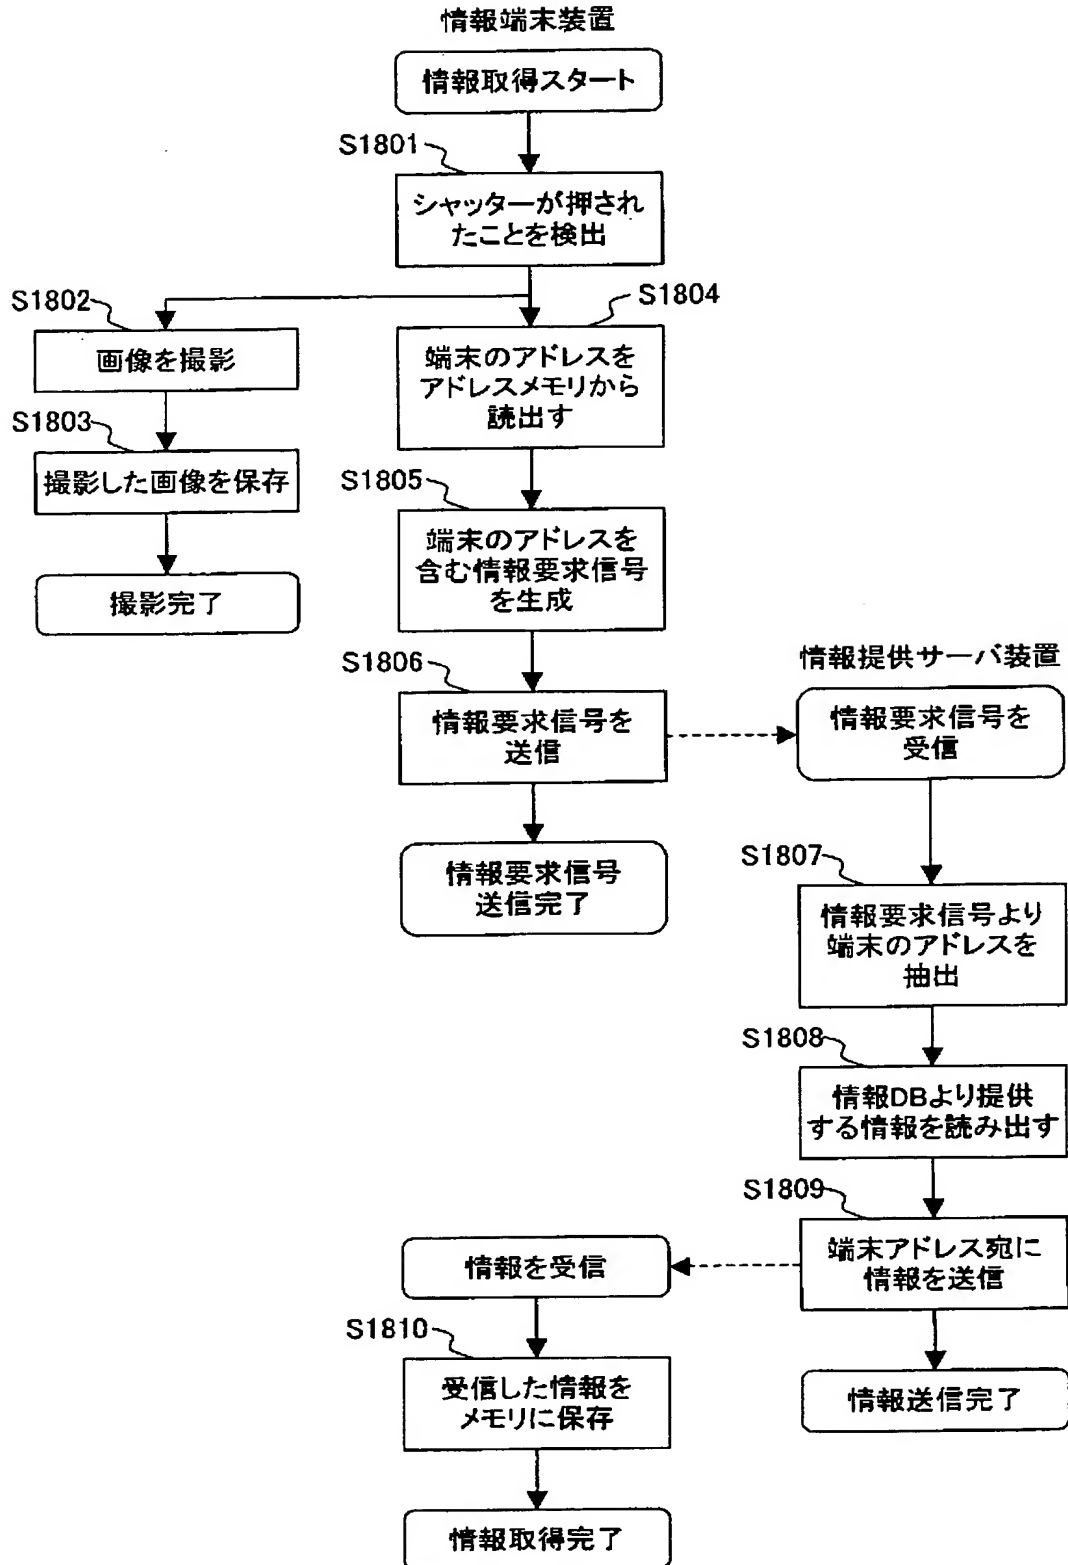 情報端末装置
情報取得スタート
S1801
シャッターが押され
たことを検出
S1802
画像を撮影
S1803
撮影した画像を保存
撮影完了
S1804
端末のアドレスを
アドレスメモリから
読出す
S1805
端末のアドレスを
含む情報要求信号
を生成
S1806
情報要求信号を
送信
情報要求信号
送信完了
情報提供サーバ装置
情報要求信号を
受信
S1807
情報要求信号より
端末のアドレスを
抽出
S1808
情報DBより提供
する情報を読み出す
S1809
端末アドレス宛に
情報を送信
情報送信完了
情報を受信
S1810
受信した情報を
メモリに保存
情報取得完了